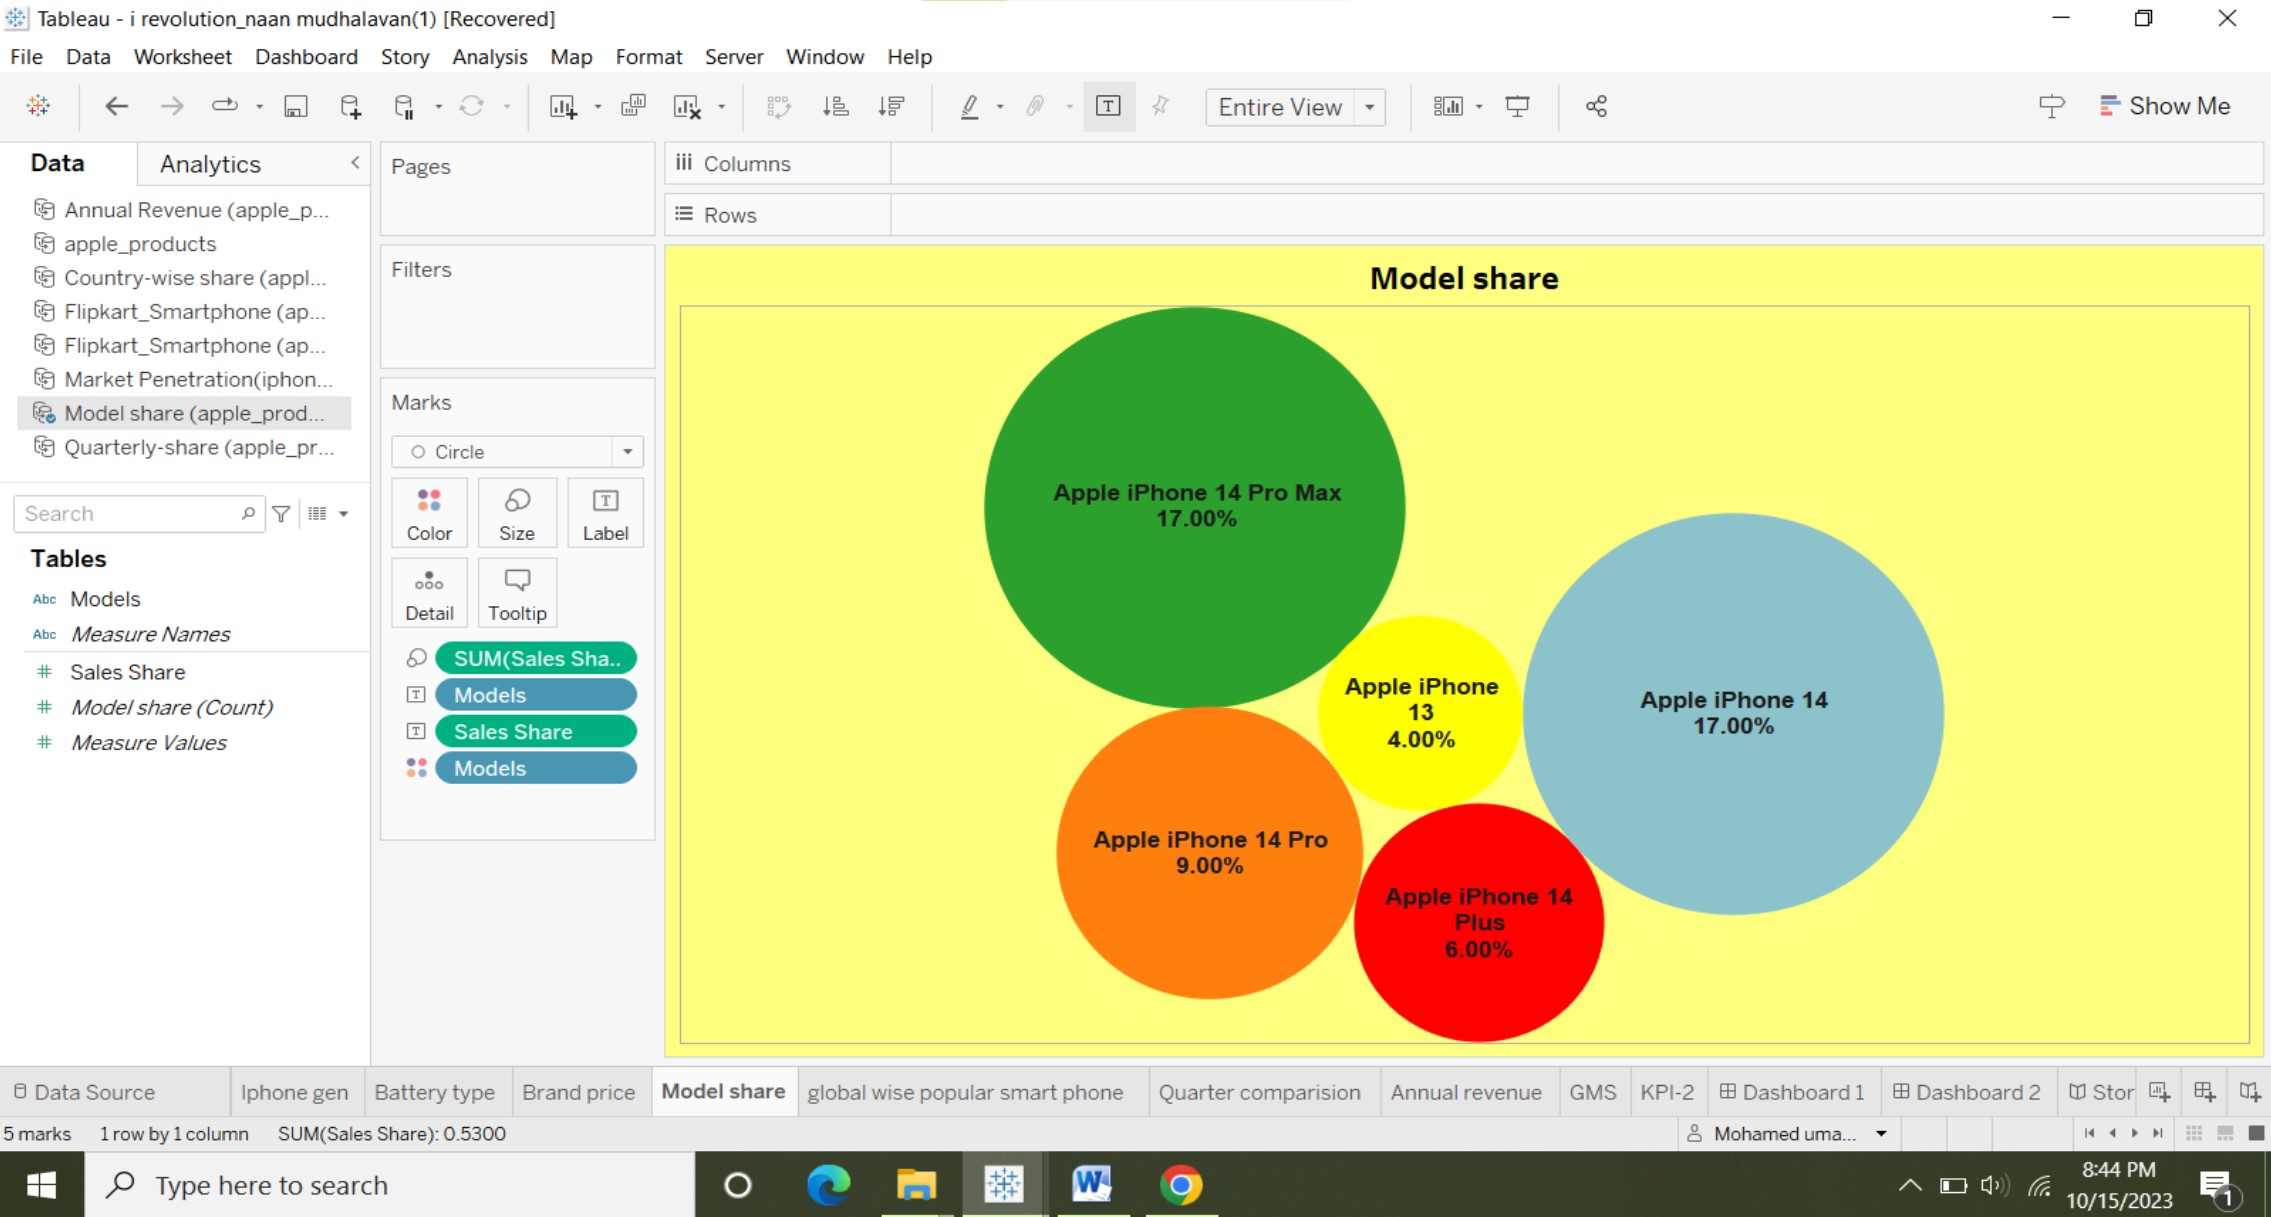 Tableau - i revolution_naan mudhalavan(1) [Recovered]
File Data Worksheet Dashboard Story Analysis Map Format Server Window Help
Entire View
Show Me
Data
Analytics
Annual Revenue (apple_p...
apple_products
Country-wise share (appl...
Flipkart_Smartphone (ap...
Flipkart_Smartphone (ap...
Market Penetration(iphon...
Model share (apple_prod...
Quarterly-share (apple_pr...
Search
Tables
Abc Models
Abc Measure Names
# Sales Share
# Model share (Count)
# Measure Values
Pages
Filters
Marks
Circle
Color
Size
T
Label
Detail
Tooltip
SUM(Sales Sha..
T Models
T Sales Share
Models
Columns
Rows
Model share
Apple iPhone 14 Pro Max
17.00%
Apple iPhone
13
4.00%
Apple iPhone 14
17.00%
Apple iPhone 14 Pro
9.00%
Apple iPhone 14
Plus
6.00%
Data Source
Iphone gen
Battery type
Brand price
Model share
global wise popular smart phone
Quarter comparision
Annual revenue
GMS
KPI-2
Dashboard 1
Dashboard 2
Stor
5 marks 1 row by 1 column SUM(Sales Share): 0.5300
Mohamed uma...
Type here to search
W
8:44 PM
10/15/2023
1